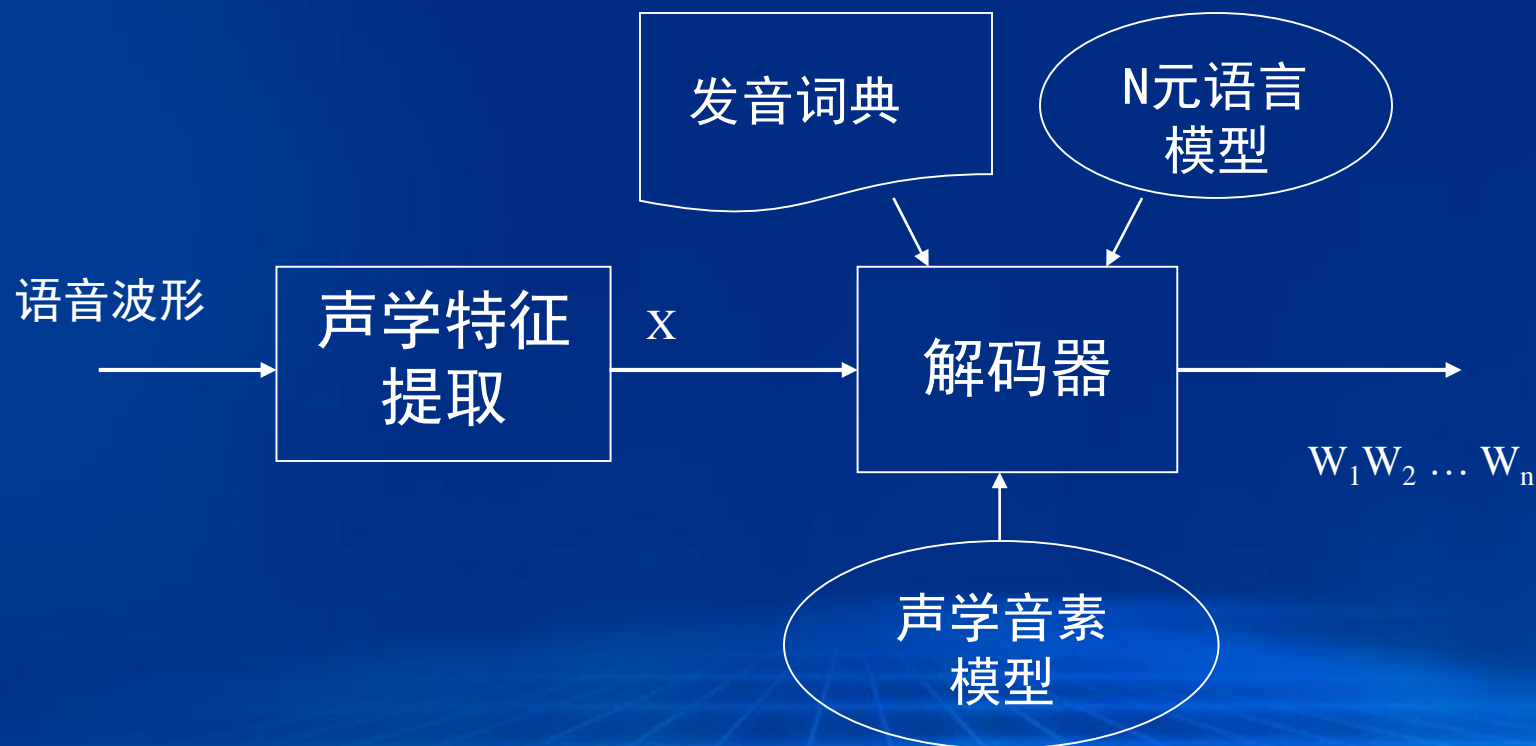 发音词典
N元语言
模型
语音波形
声学特征
提取
X
解码器
W₁W₂ … Wₙ
声学音素
模型